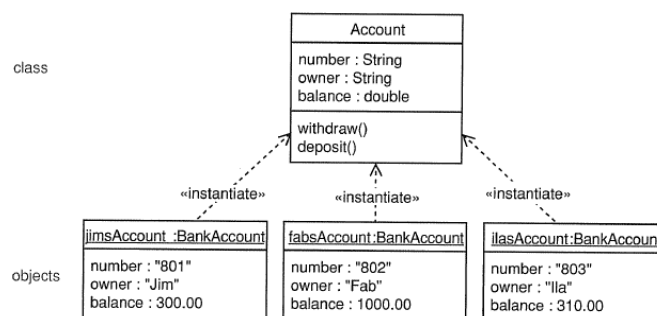 Account
class
number : String
owner : String
balance : double
withdraw()
deposit()
«instantiate»
«instantiate»
«instantiate»
jimsAccount :BankAccount
fabsAccount:BankAccount
ilasAccount:BankAccoun
objects
number : "801"
owner : "Jim"
balance : 300.00
number : "802"
owner : "Fab"
balance : 1000.00
number : "803"
owner : "Ila"
balance : 310.00